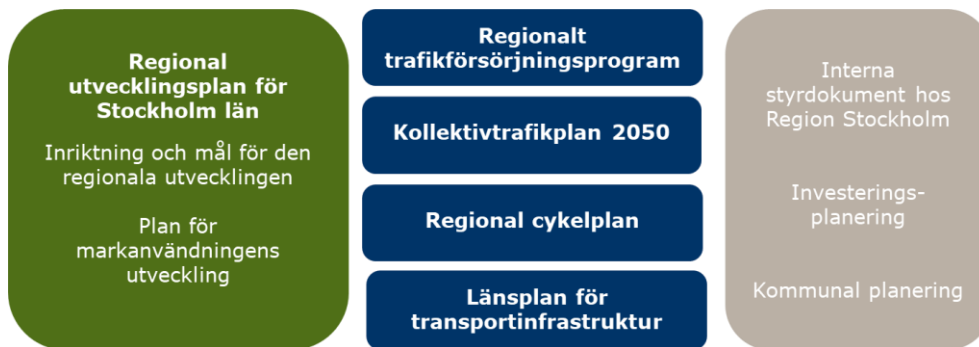 Regional
utvecklingsplan för
Stockholm län
Inriktning och mål för den
regionala utvecklingen
Plan för
markanvändningens
utveckling
Regionalt
trafikförsörjningsprogram
Kollektivtrafikplan 2050
Regional cykelplan
Länsplan för
transportinfrastruktur
Interna
styrdokument hos
Region Stockholm
Investerings-
planering
Kommunal planering